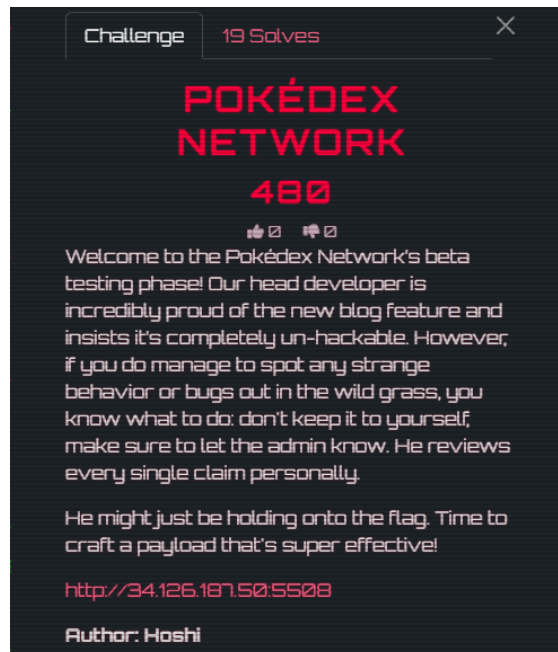 Challenge
19 Solves
POKÉDEX
NETWORK
480
0 0
Welcome to the Pokédex Network's beta
testing phase! Our head developer is
incredibly proud of the new blog feature and
insists it's completely un-hackable. However,
if you do manage to spot any strange
behavior or bugs out in the wild grass, you
know what to do: don't keep it to yourself,
make sure to let the admin know. He reviews
every single claim personally.
He might just be holding onto the flag. Time to
craft a payload that's super effective!
http://34.126.187.50:5508
Author: Hoshi